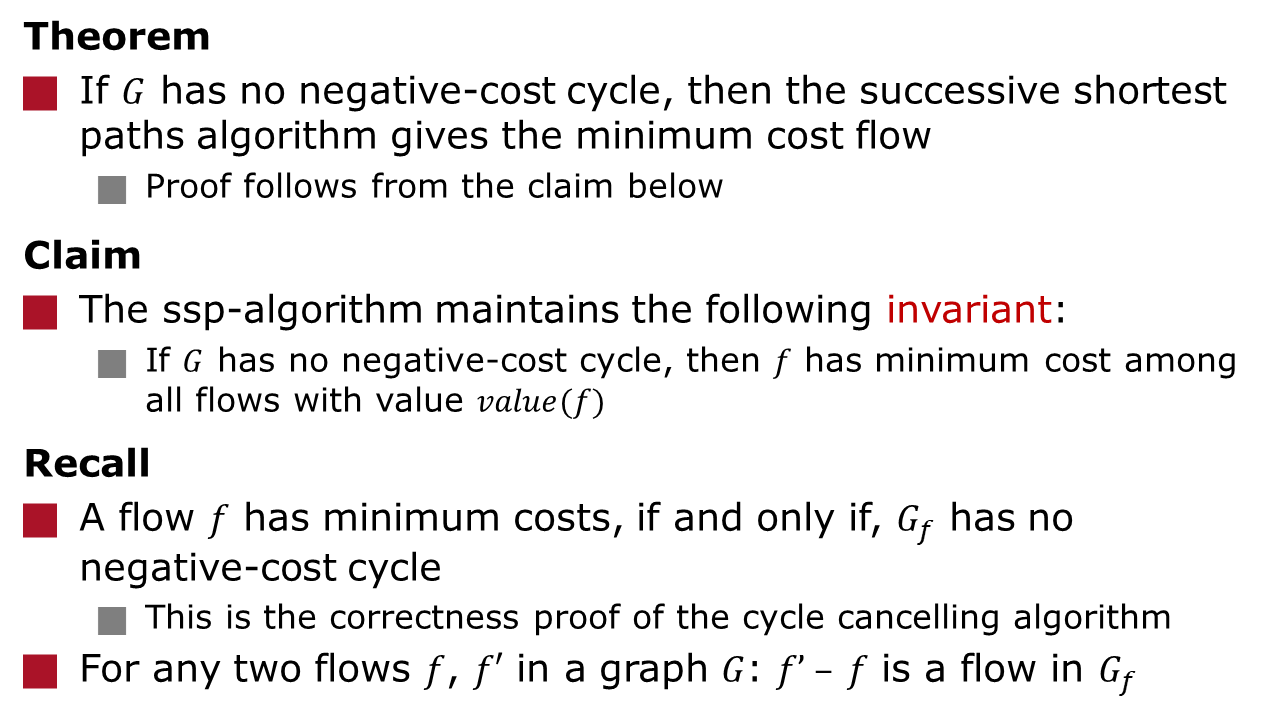 Theorem
If G has no negative-cost cycle, then the successive shortest
paths algorithm gives the minimum cost flow
Proof follows from the claim below
Claim
The ssp-algorithm maintains the following invariant:
If G has no negative-cost cycle, then f has minimum cost among
all flows with value value(f)
Recall
A flow f has minimum costs, if and only if, G_f has no
negative-cost cycle
This is the correctness proof of the cycle cancelling algorithm
For any two flows f, f′ in a graph G: f’ – f is a flow in G_f